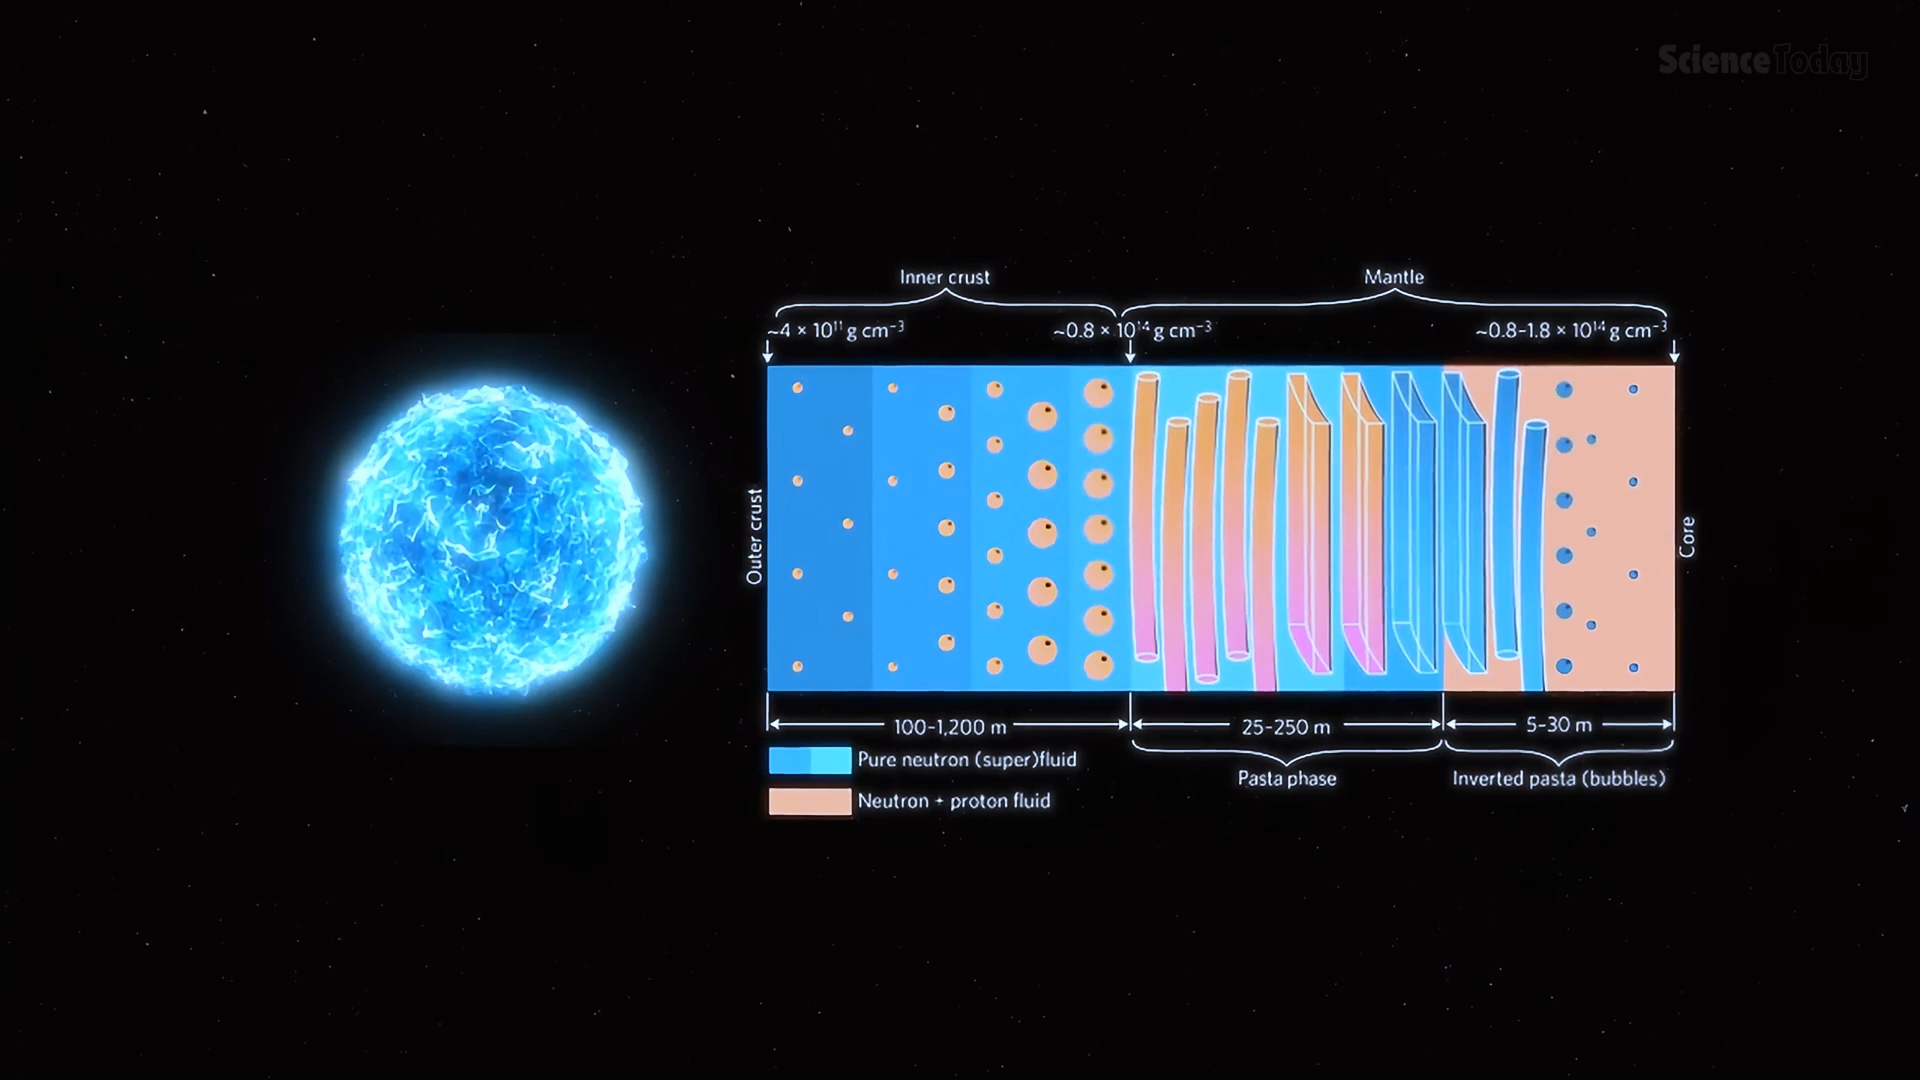 ScienceToday
Inner crust
Mantle
~4 × 10¹¹ g cm⁻³
~0.8 × 10¹⁴ g cm⁻³
~0.8-1.8 × 10¹⁴ g cm⁻³
Outer crust
Core
100-1,200 m
25-250 m
5-30 m
Pure neutron (super)fluid
Pasta phase
Inverted pasta (bubbles)
Neutron + proton fluid